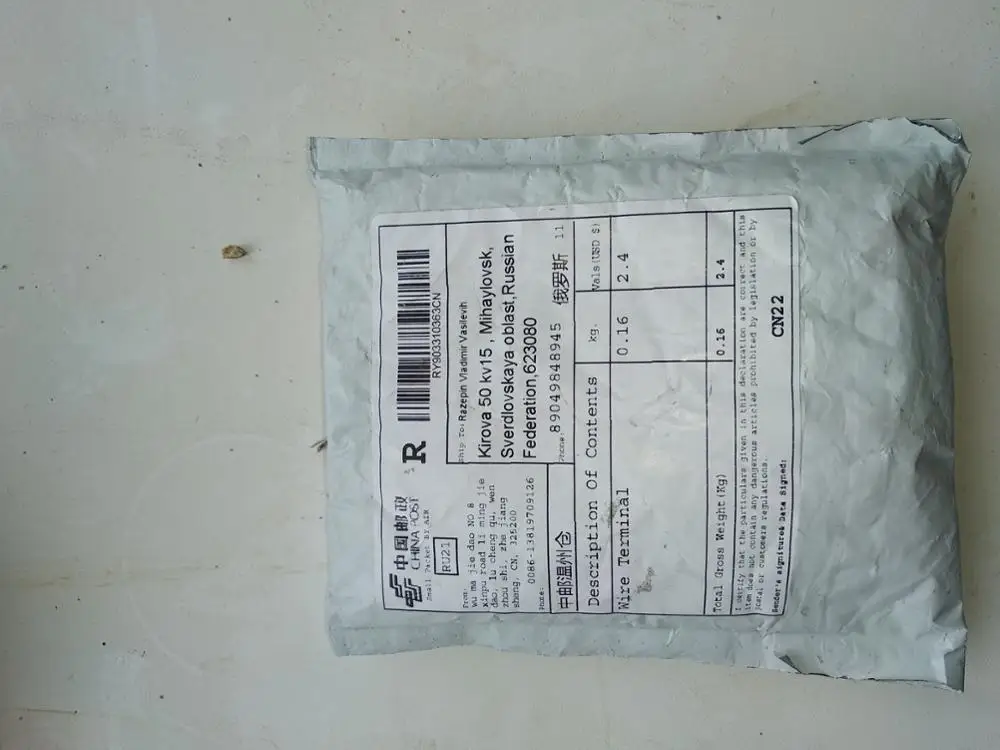 中国邮政
CHINA POST
Small Packet BY AIR
RU21
R
RY903310363CN
From:
wu ma jie dao NO.8
xinpu road li ming jie
dao, lu cheng qu, wen
zhou shi, zhe jiang
sheng, CN, 325200
0086-13819709126
Ship To: Razepin Vladimir Vasilevih
Kirova 50 kv15 , Mihaylovsk,
Sverdlovskaya oblast,Russian
Federation,623080
Phone: 89049848945 俄罗斯 11
中邮温州仓
Description Of Contents kg. Vals(USD $)
Wire Terminal 0.16 2.4
Total Gross Weight(Kg) 0.16 2.4
I certify that the particulars given in this declaration are correct and this
item does not contain any dangerous articles prohibited by legislation or by
postal or customers regulations.
Sender's signiture& Data Signed: CN22